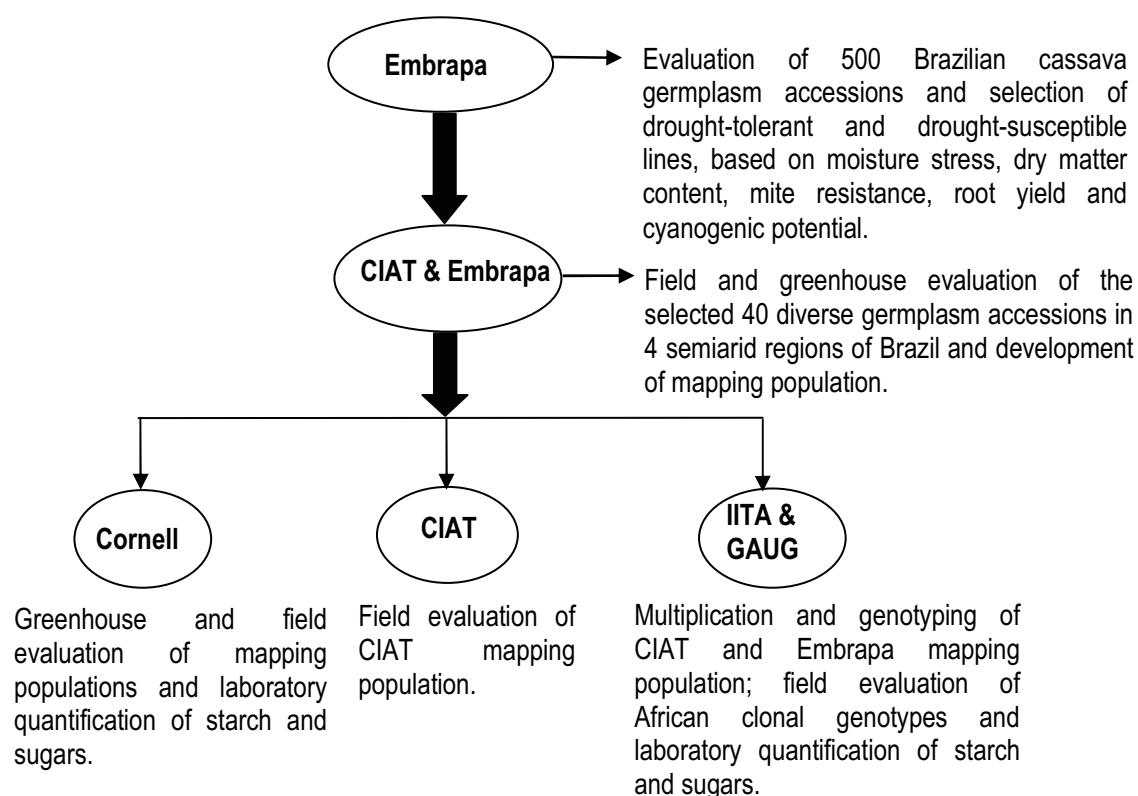 Embrapa
Evaluation of 500 Brazilian cassava
germplasm accessions and selection of
drought-tolerant and drought-susceptible
lines, based on moisture stress, dry matter
content, mite resistance, root yield and
cyanogenic potential.
CIAT & Embrapa
Field and greenhouse evaluation of the
selected 40 diverse germplasm accessions in
4 semiarid regions of Brazil and development
of mapping population.
Cornell
Greenhouse and field
evaluation of mapping
populations and laboratory
quantification of starch and
sugars.
CIAT
Field evaluation of
CIAT mapping
population.
IITA &
GAUG
Multiplication and genotyping of
CIAT and Embrapa mapping
population; field evaluation of
African clonal genotypes and
laboratory quantification of starch
and sugars.